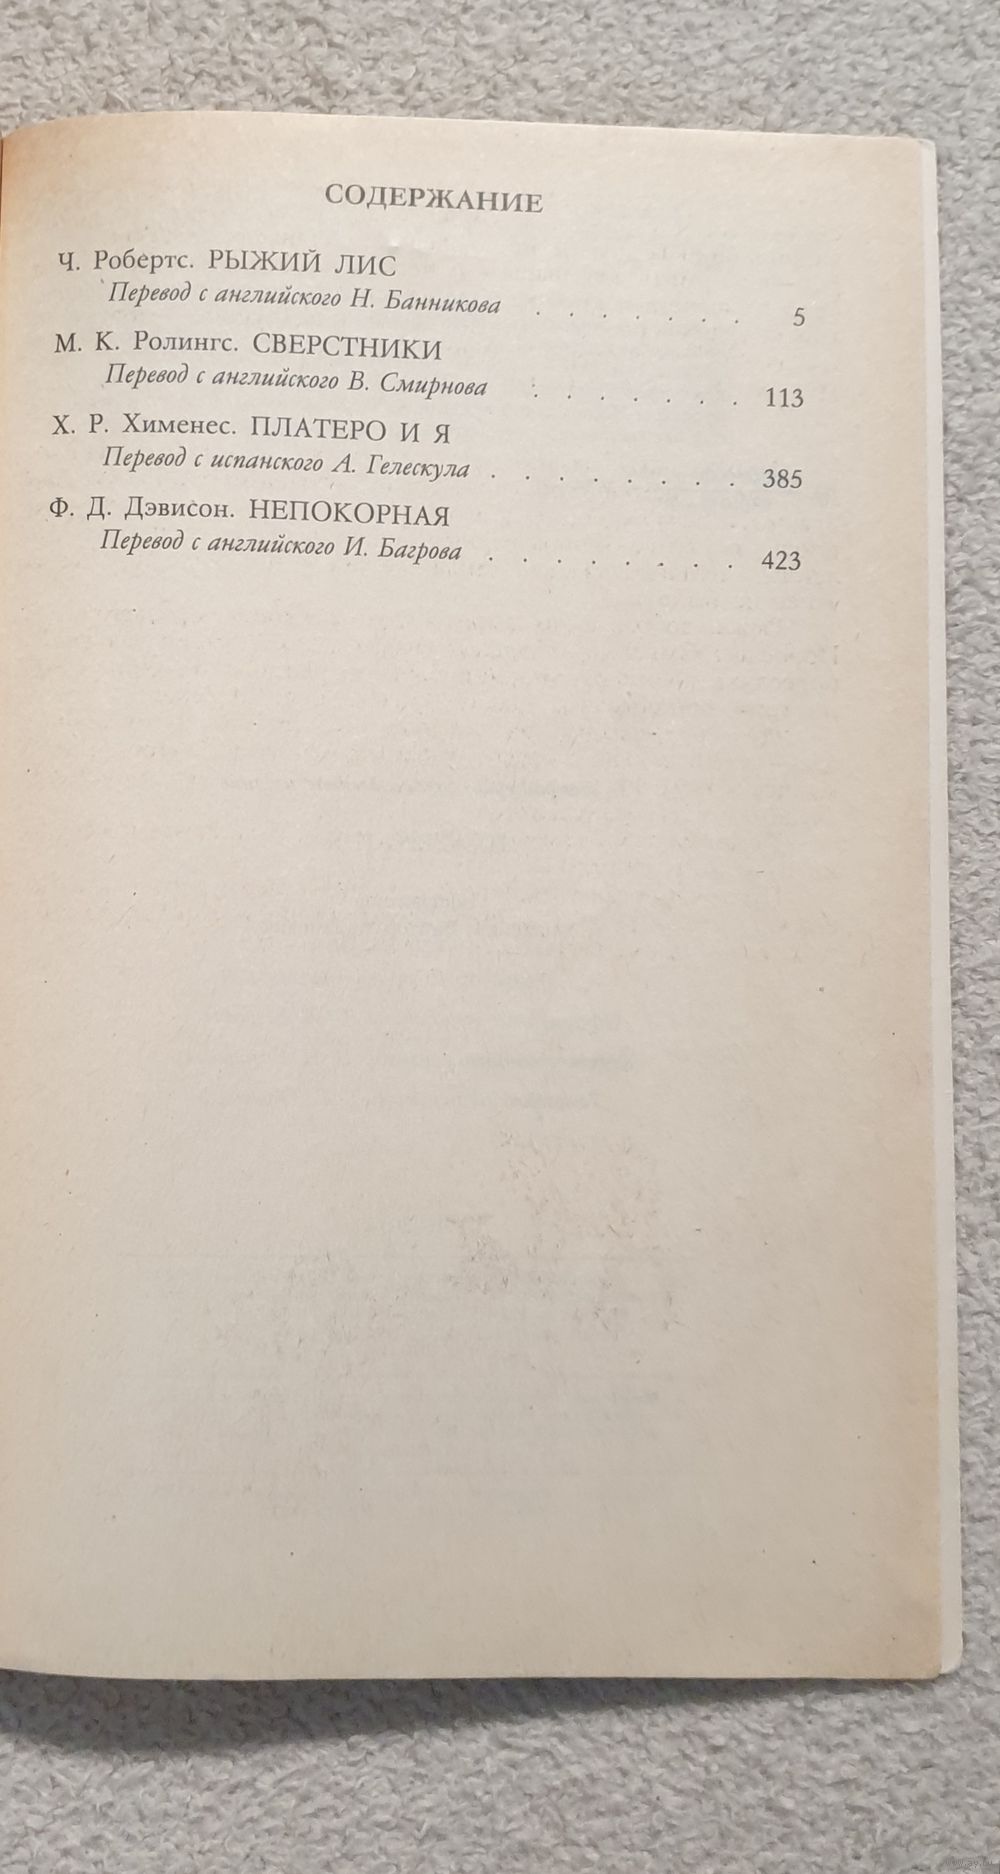 СОДЕРЖАНИЕ
Ч. Робертс. РЫЖИЙ ЛИС
Перевод с английского Н. Банникова . . . . . . . 5
М. К. Ролингс. СВЕРСТНИКИ
Перевод с английского В. Смирнова . . . . . . . 113
Х. Р. Хименес. ПЛАТЕРО И Я
Перевод с испанского А. Гелескула . . . . . . . . 385
Ф. Д. Дэвисон. НЕПОКОРНАЯ
Перевод с английского И. Багрова . . . . . . . . 423